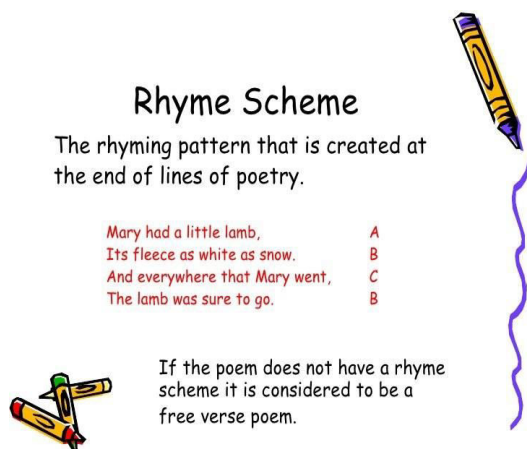 Rhyme Scheme
The rhyming pattern that is created at
the end of lines of poetry.
Mary had a little lamb, A
Its fleece as white as snow. B
And everywhere that Mary went, C
The lamb was sure to go. B
If the poem does not have a rhyme
scheme it is considered to be a
free verse poem.